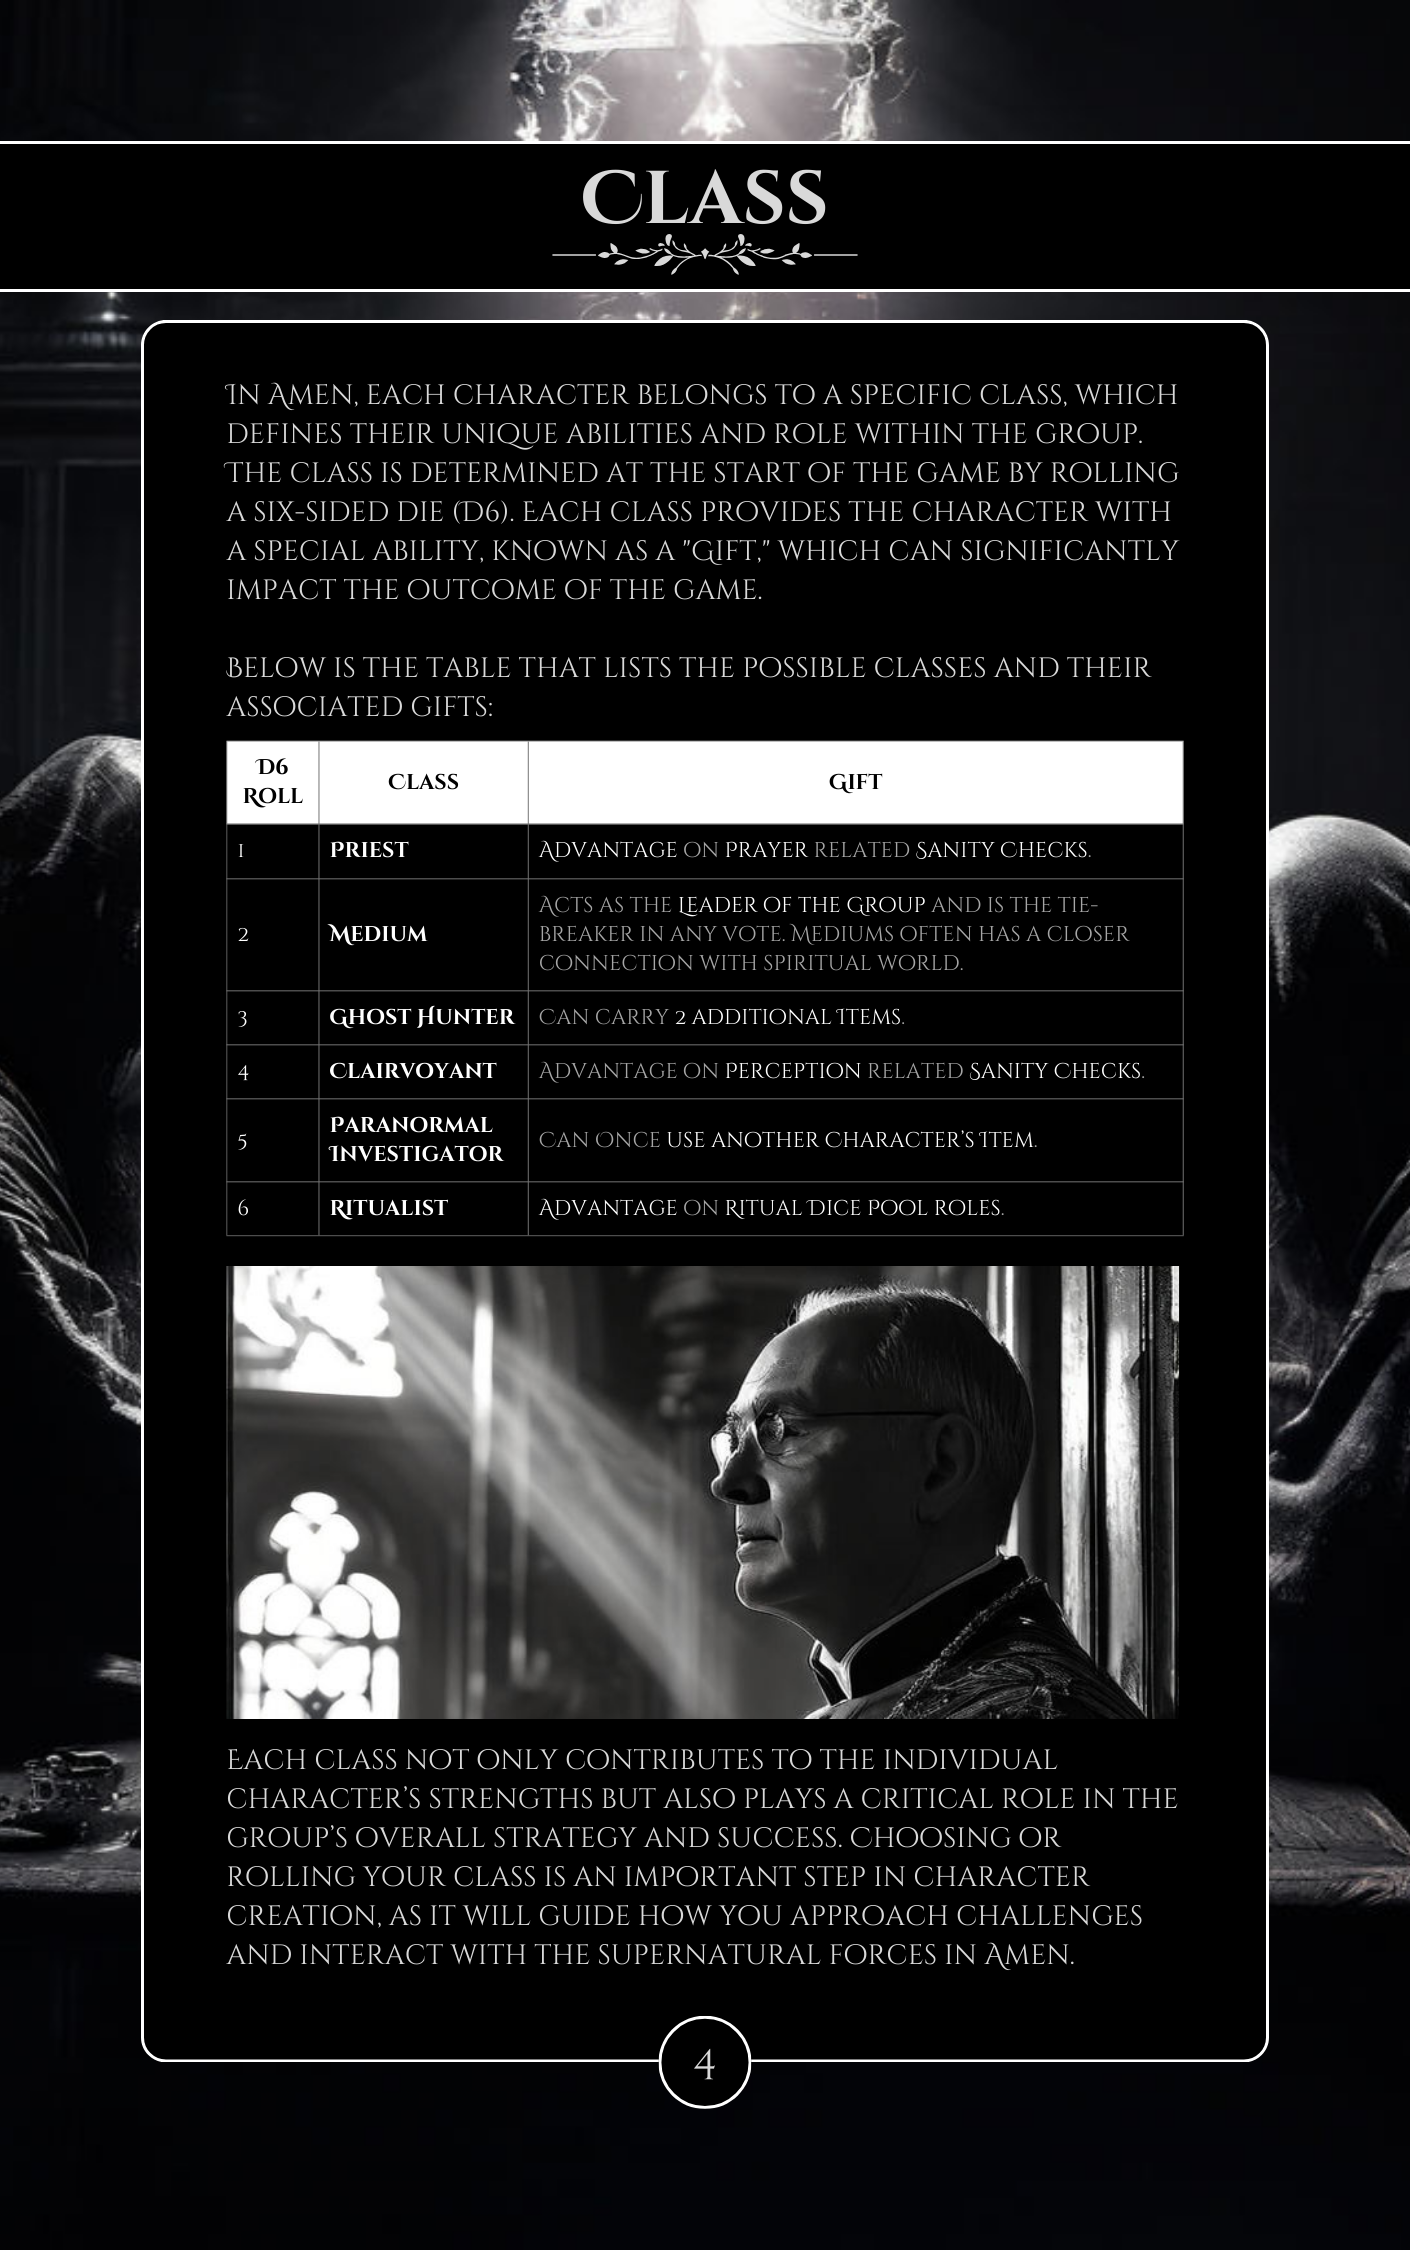 Class
In Amen, each character belongs to a specific class, which
defines their unique abilities and role within the group.
The class is determined at the start of the game by rolling
a six-sided die (D6). Each class provides the character with
a special ability, known as a "Gift," which can significantly
impact the outcome of the game.
Below is the table that lists the possible classes and their
associated gifts:
D6
Roll
Class
Gift
1
Priest
Advantage on prayer related Sanity Checks.
2
Medium
Acts as the Leader of the Group and is the tie-
breaker in any vote. Mediums often has a closer
connection with spiritual world.
3
Ghost Hunter
Can carry 2 additional Items.
4
Clairvoyant
Advantage on perception related Sanity Checks.
5
Paranormal
Investigator
Can Once use another Character’s Item.
6
Ritualist
Advantage on Ritual Dice Pool roles.
Each class not only contributes to the individual
character’s strengths but also plays a critical role in the
group’s overall strategy and success. Choosing or
rolling your class is an important step in character
creation, as it will guide how you approach challenges
and interact with the supernatural forces in Amen.
4